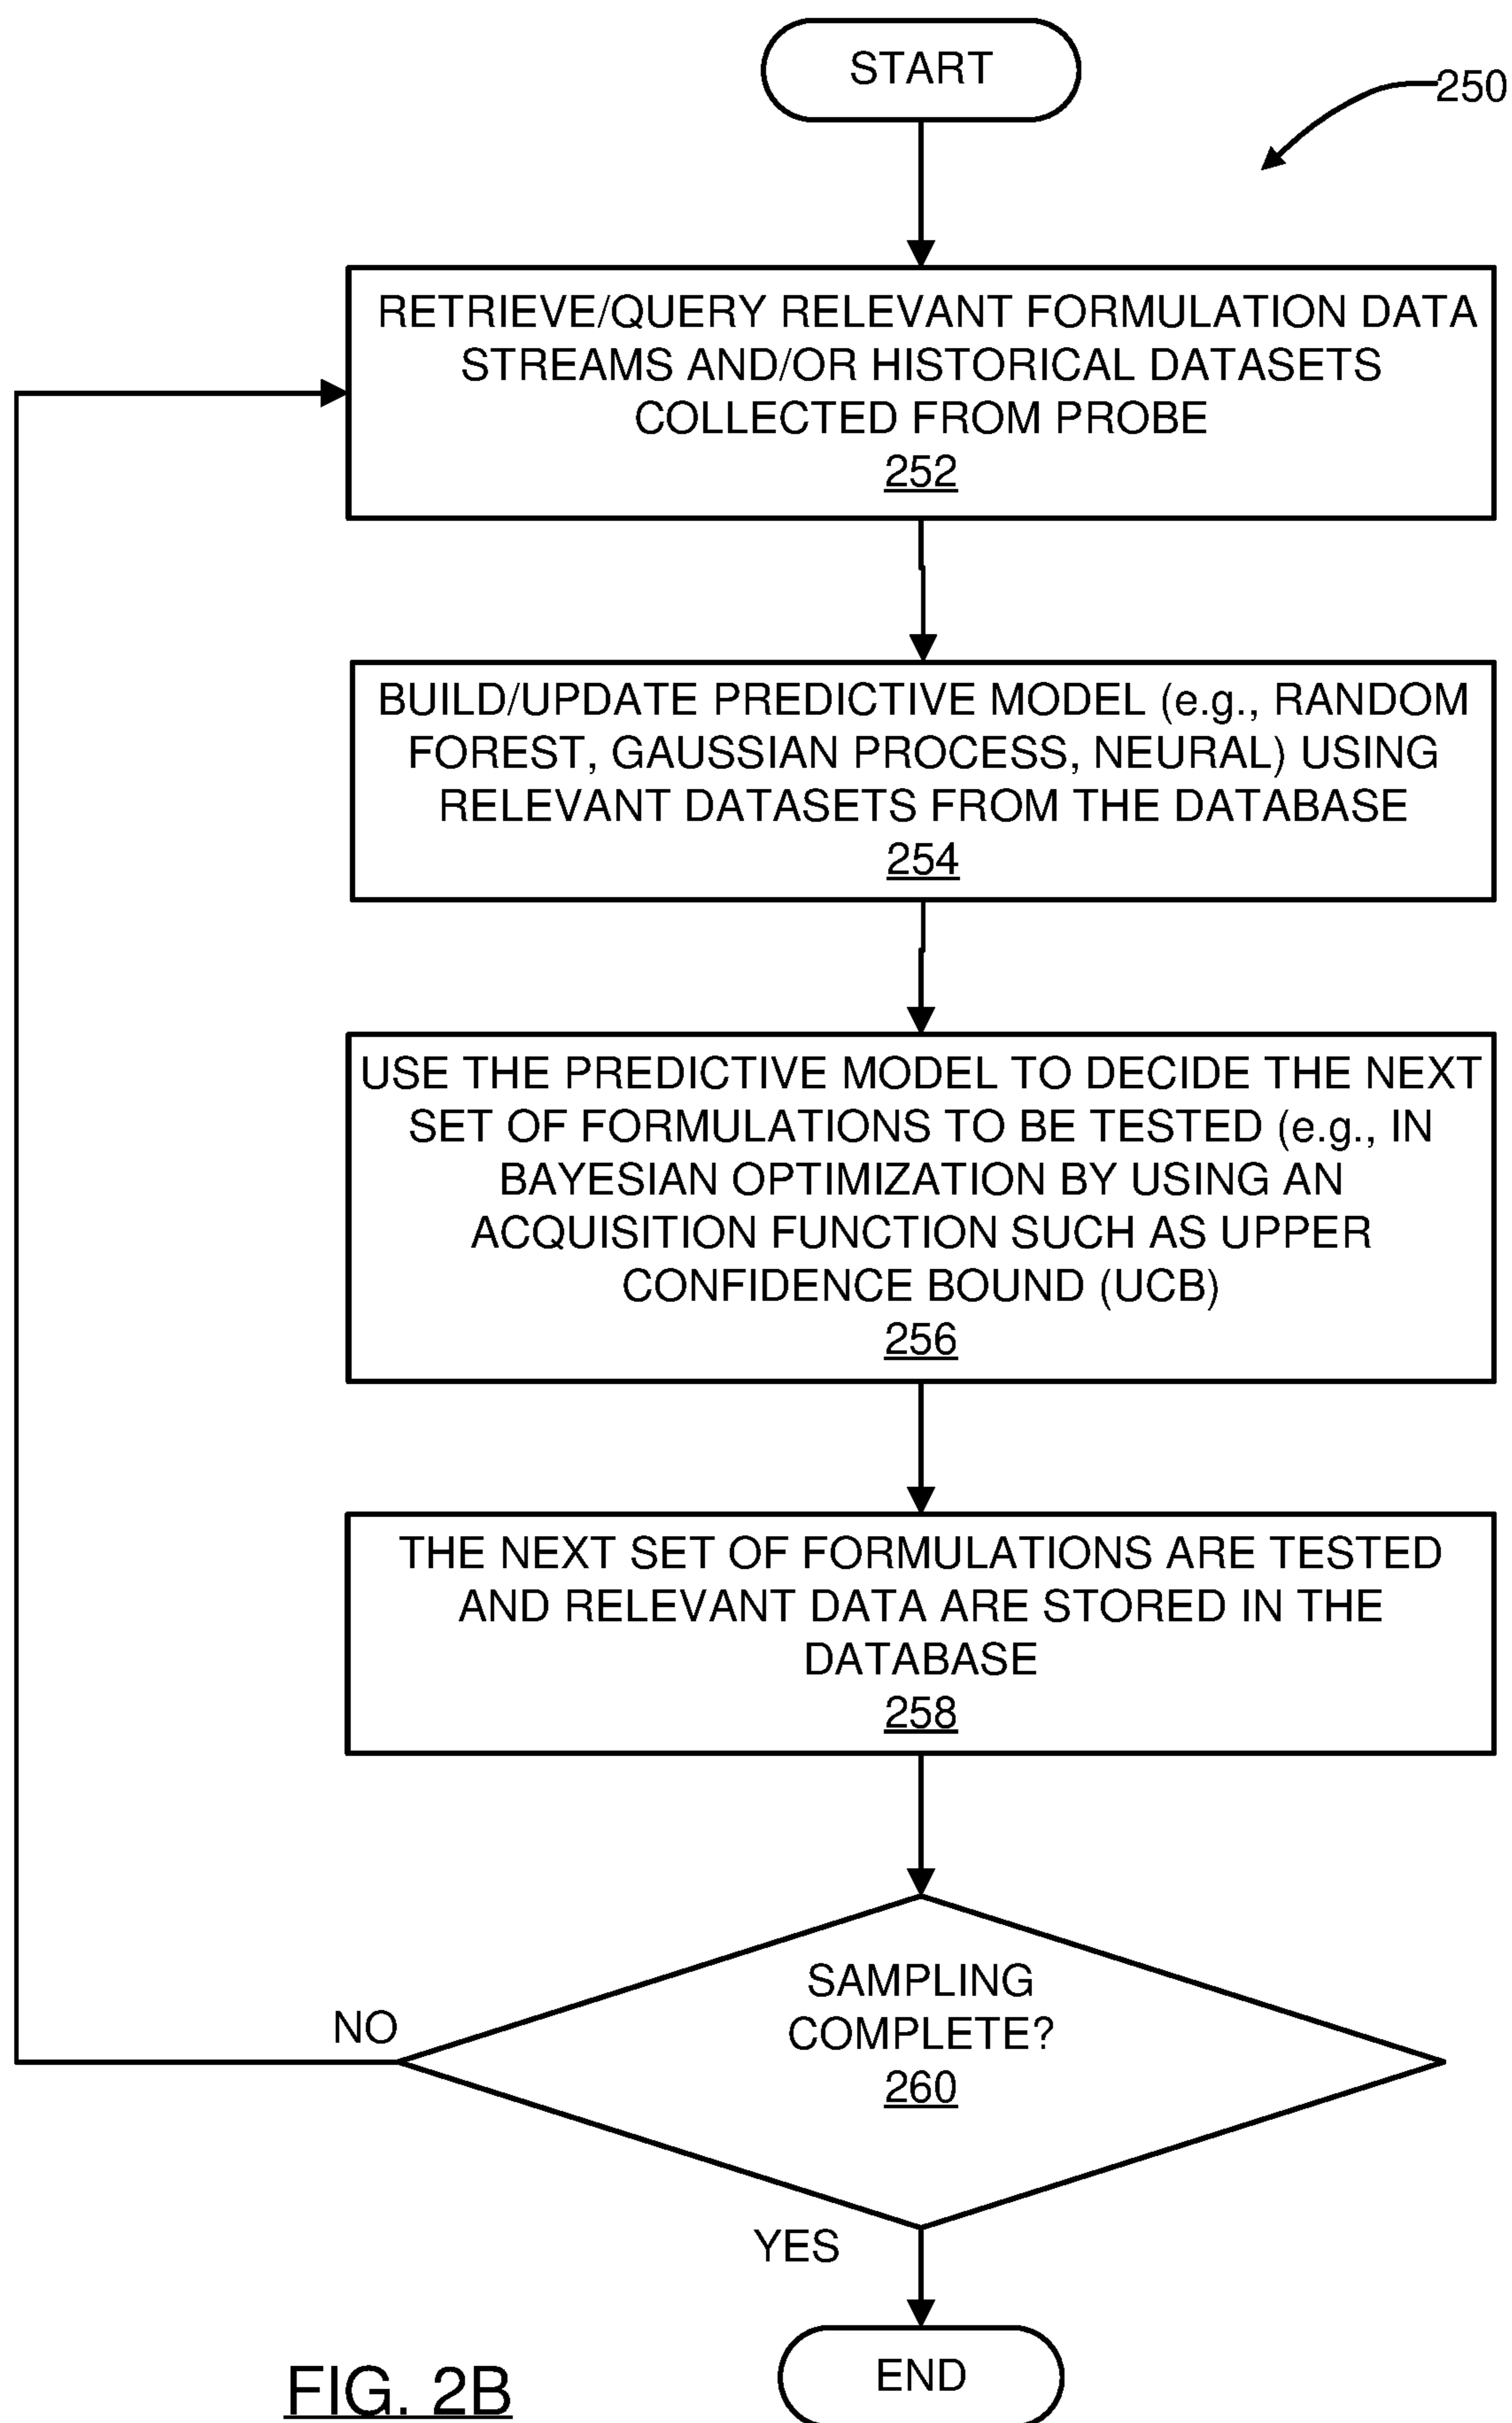 START
250
RETRIEVE/QUERY RELEVANT FORMULATION DATA
STREAMS AND/OR HISTORICAL DATASETS
COLLECTED FROM PROBE
252
BUILD/UPDATE PREDICTIVE MODEL (e.g., RANDOM
FOREST, GAUSSIAN PROCESS, NEURAL) USING
RELEVANT DATASETS FROM THE DATABASE
254
USE THE PREDICTIVE MODEL TO DECIDE THE NEXT
SET OF FORMULATIONS TO BE TESTED (e.g., IN
BAYESIAN OPTIMIZATION BY USING AN
ACQUISITION FUNCTION SUCH AS UPPER
CONFIDENCE BOUND (UCB)
256
THE NEXT SET OF FORMULATIONS ARE TESTED
AND RELEVANT DATA ARE STORED IN THE
DATABASE
258
SAMPLING
COMPLETE?
260
NO
YES
END
FIG. 2B